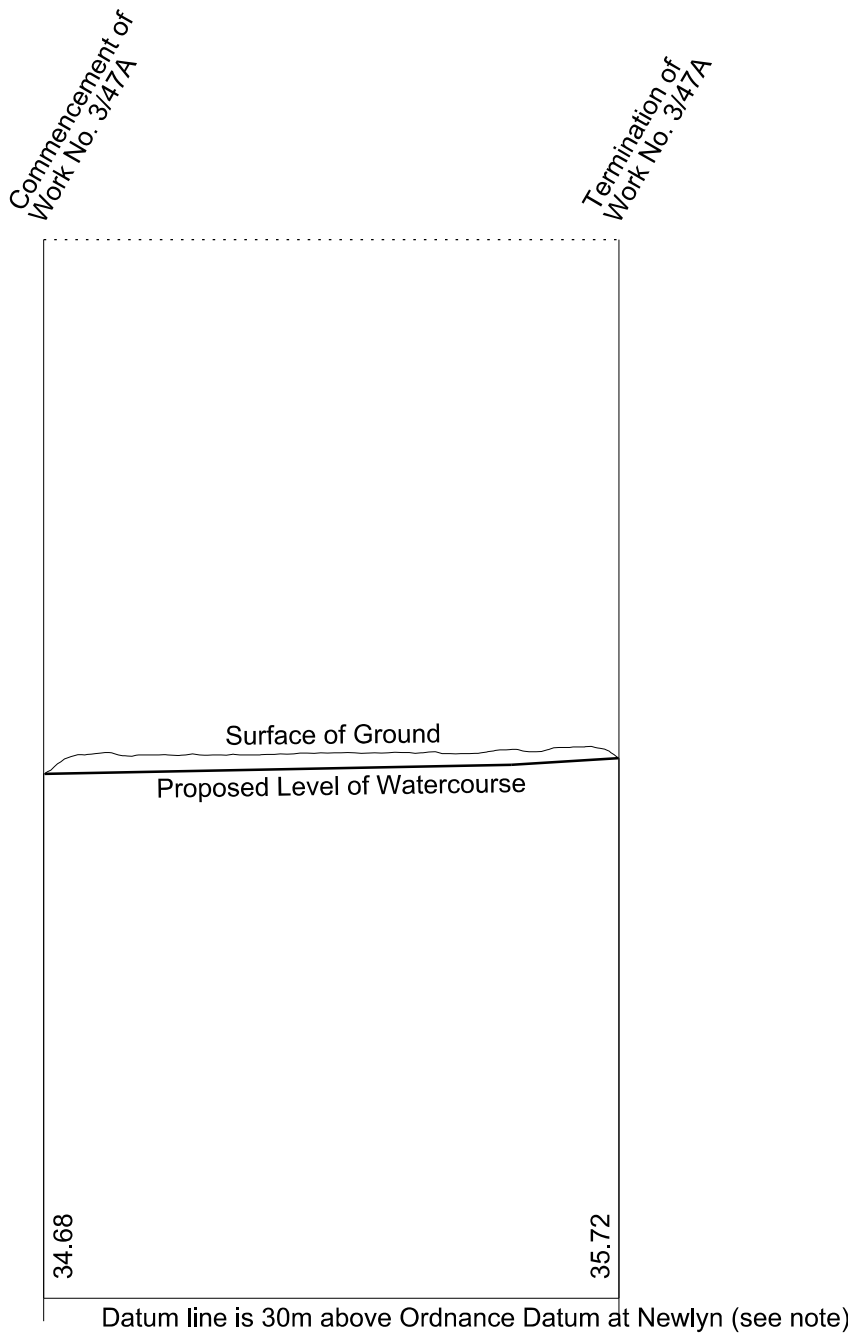 Commencement of
Work No. 3/47A
Termination of
Work No. 3/47A
Surface of Ground
Proposed Level of Watercourse
34.68
35.72
Datum line is 30m above Ordnance Datum at Newlyn (see note)